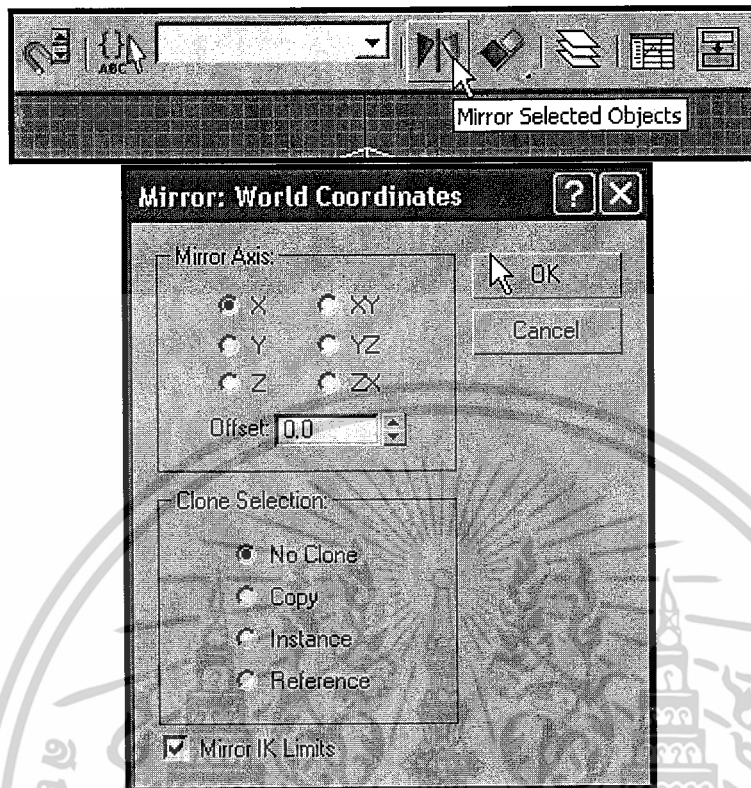 {} ABC
Mirror Selected Objects
Mirror: World Coordinates
Mirror Axis:
OK
X XY
Cancel
Y YZ
Z ZX
Offset: 0,0
Clone Selection:
No Clone
Copy
Instance
Reference
Mirror IK Limits